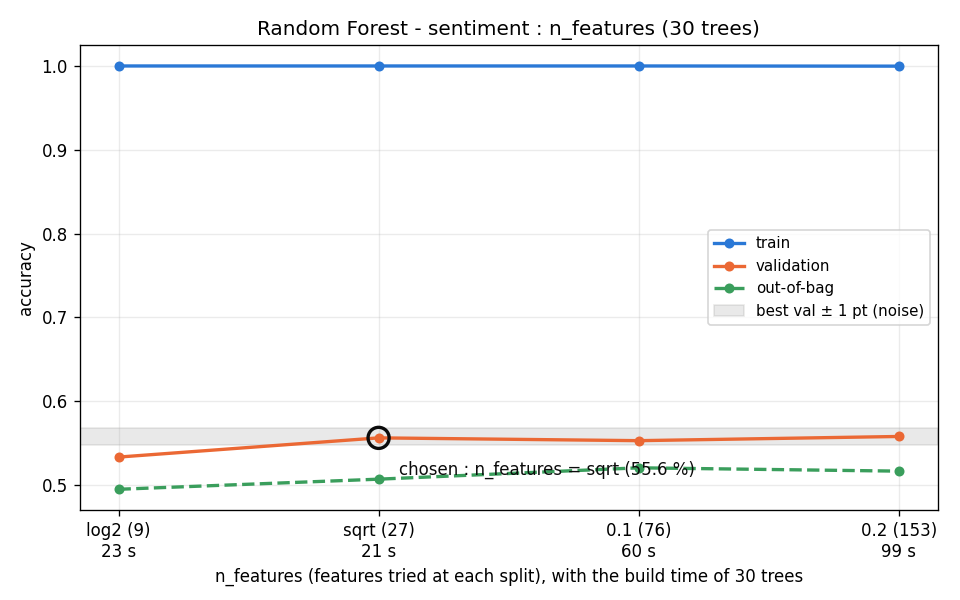 Random Forest - sentiment : n_features (30 trees)
accuracy
1.0
0.9
0.8
0.7
0.6
0.5
train
validation
out-of-bag
best val ± 1 pt (noise)
chosen : n_features = sqrt (55.6 %)
log2 (9)
23 s
sqrt (27)
21 s
0.1 (76)
60 s
0.2 (153)
99 s
n_features (features tried at each split), with the build time of 30 trees